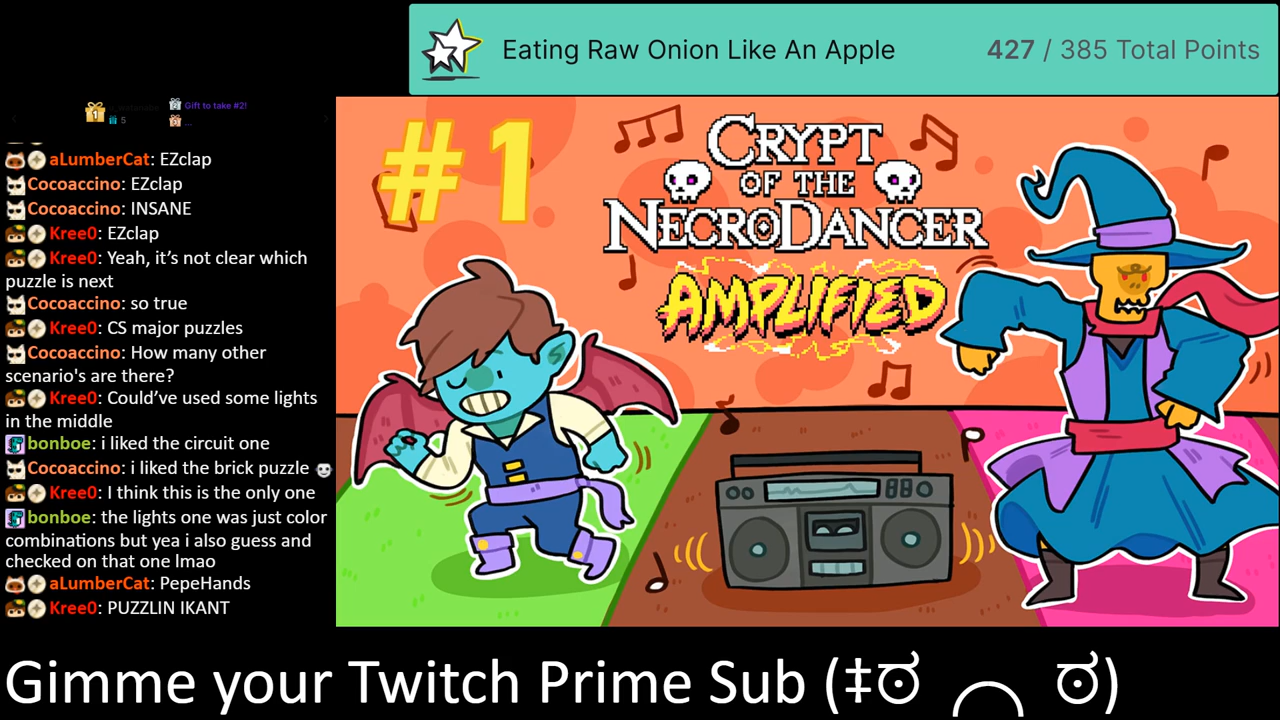 Eating Raw Onion Like An Apple 427 / 385 Total Points
1 5 Gift to take #2!
aLumberCat: EZclap
Cocoaccino: EZclap
Cocoaccino: INSANE
Kree0: EZclap
Kree0: Yeah, it’s not clear which
puzzle is next
Cocoaccino: so true
Kree0: CS major puzzles
Cocoaccino: How many other
scenario's are there?
Kree0: Could’ve used some lights
in the middle
bonboe: i liked the circuit one
Cocoaccino: i liked the brick puzzle
Kree0: I think this is the only one
bonboe: the lights one was just color
combinations but yea i also guess and
checked on that one lmao
aLumberCat: PepeHands
Kree0: PUZZLIN IKANT
#1
CRYPT
OF THE
NECRODANCER
AMPLIFIED
Gimme your Twitch Prime Sub (‡ಠ ╭╮ ಠ)